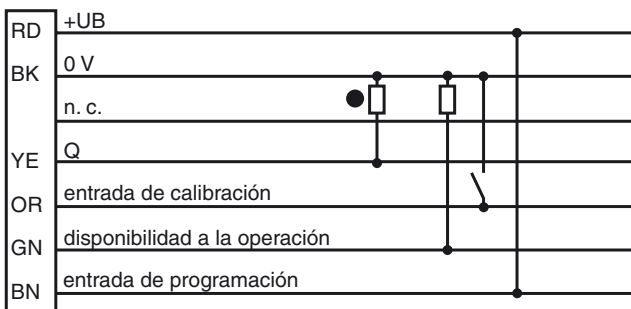 RD +UB
BK 0 V
n. c.
YE Q
OR entrada de calibración
GN disponibilidad a la operación
BN entrada de programación